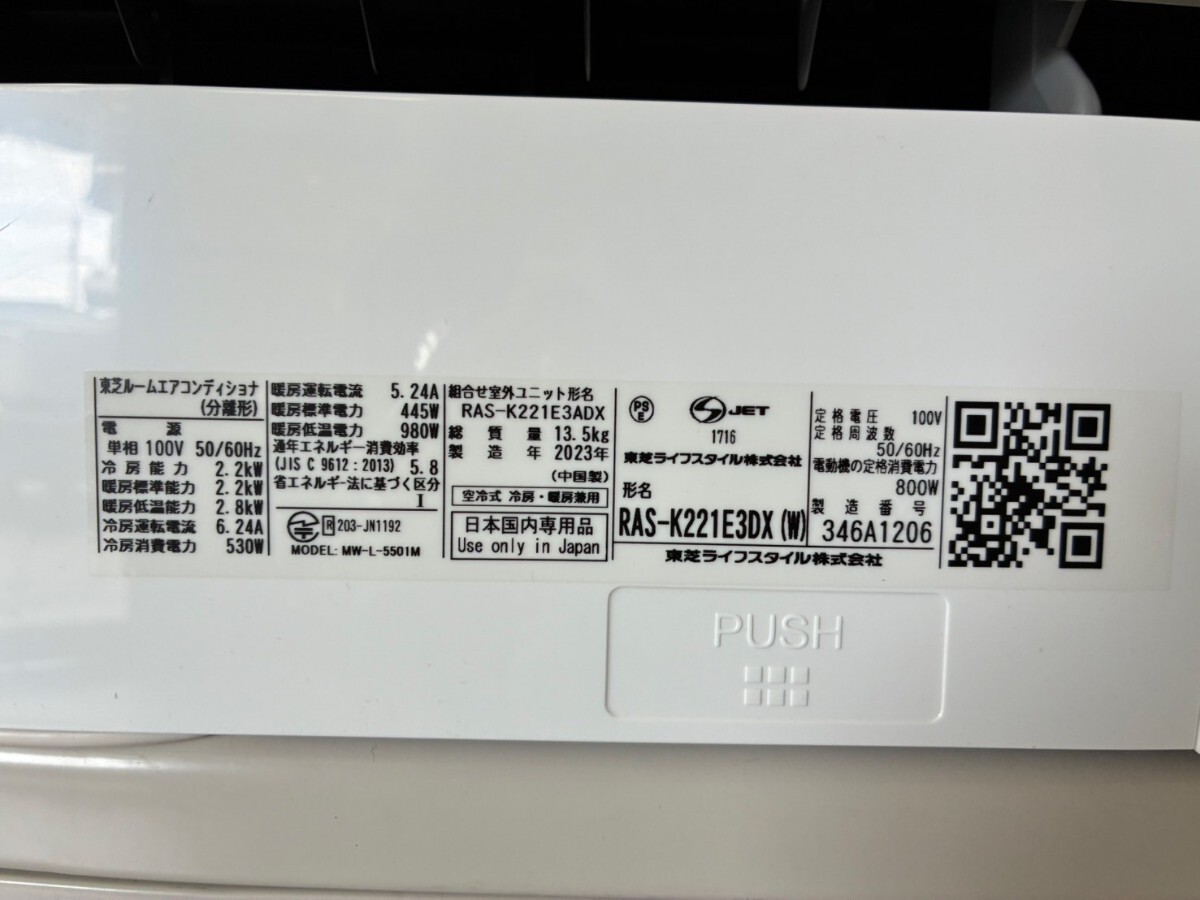 東芝ルームエアコンディショナ
(分離形)
電 源
単相 100V 50/60Hz
冷房能力 2.2kW
暖房標準能力 2.2kW
暖房低温能力 2.8kW
冷房運転電流 6.24A
冷房消費電力 530W
暖房運転電流 5.24A
暖房標準電力 445W
暖房低温電力 980W
通年エネルギー消費効率
(JIS C 9612:2013) 5.8
省エネルギー法に基づく区分
I
R 203-JN1192
MODEL: MW-L-5501M
組合せ室外ユニット形名
RAS-K221E3ADX
総質量 13.5kg
製造年 2023年
(中国製)
空冷式 冷房・暖房兼用
日本国内専用品
Use only in Japan
PS
E
JET
1716
東芝ライフスタイル株式会社
形名
RAS-K221E3DX (W)
東芝ライフスタイル株式会社
定格電圧 100V
定格周波数
50/60Hz
電動機の定格消費電力
800W
製造番号
346A1206
PUSH